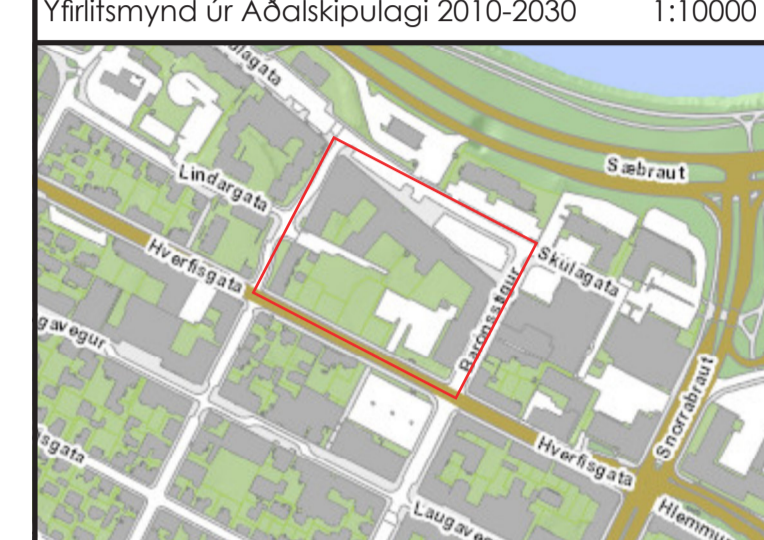 Yfirlitsmynd úr Aðalskipulagi 2010-2030 1:10000
Sæbraut
Lindargata
Hverfisgata
Skúlagata
Barónsstígur
Snorrabraut
Hverfisgata